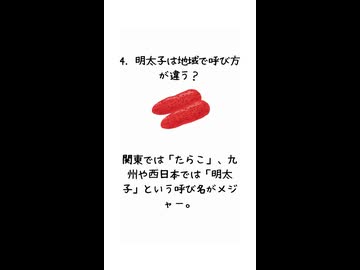 4. 明太子は地域で呼び方
が違う？
関東では「たらこ」、九
州や西日本では「明太
子」という呼び名がメジ
ャー。